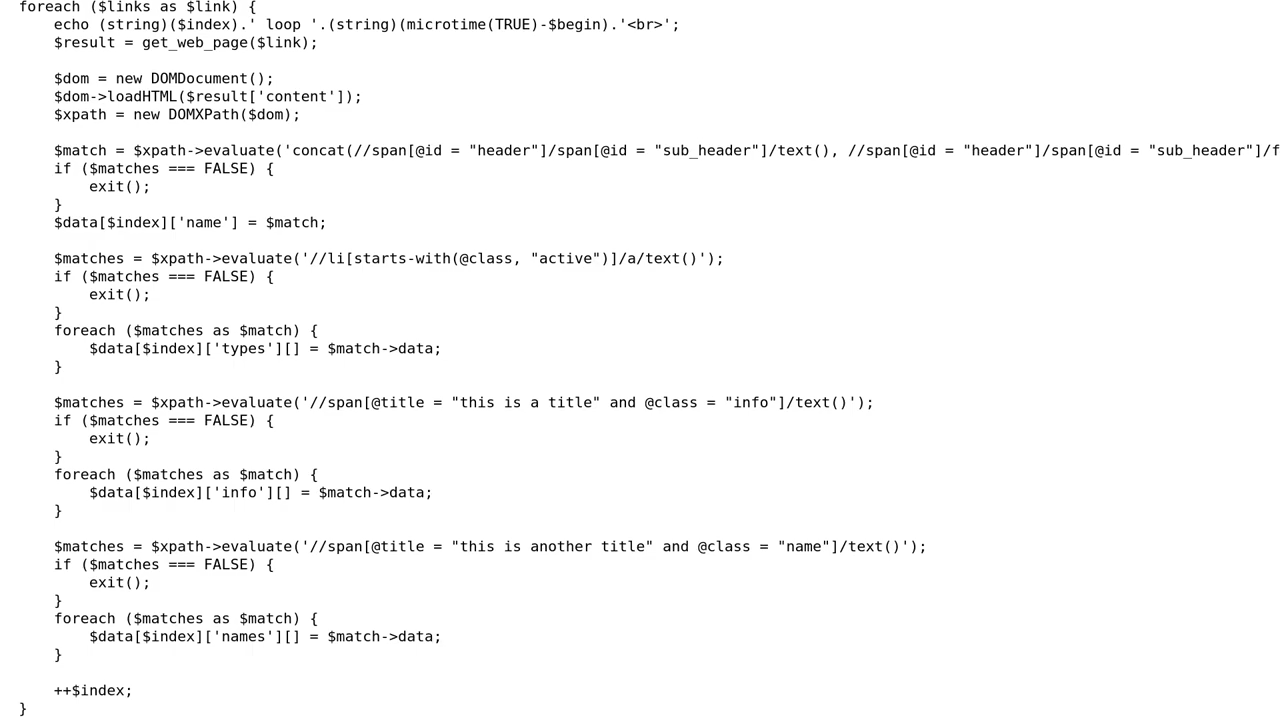 foreach ($links as $link) {
    echo (string)($index).' loop '.(string)(microtime(TRUE)-$begin).'<br>';
    $result = get_web_page($link);

    $dom = new DOMDocument();
    $dom->loadHTML($result['content']);
    $xpath = new DOMXPath($dom);

    $match = $xpath->evaluate('concat(//span[@id = "header"]/span[@id = "sub_header"]/text(), //span[@id = "header"]/span[@id = "sub_header"]/f
    if ($matches === FALSE) {
        exit();
    }
    $data[$index]['name'] = $match;

    $matches = $xpath->evaluate('//li[starts-with(@class, "active")]/a/text()');
    if ($matches === FALSE) {
        exit();
    }
    foreach ($matches as $match) {
        $data[$index]['types'][] = $match->data;
    }

    $matches = $xpath->evaluate('//span[@title = "this is a title" and @class = "info"]/text()');
    if ($matches === FALSE) {
        exit();
    }
    foreach ($matches as $match) {
        $data[$index]['info'][] = $match->data;
    }

    $matches = $xpath->evaluate('//span[@title = "this is another title" and @class = "name"]/text()');
    if ($matches === FALSE) {
        exit();
    }
    foreach ($matches as $match) {
        $data[$index]['names'][] = $match->data;
    }

    ++$index;
}